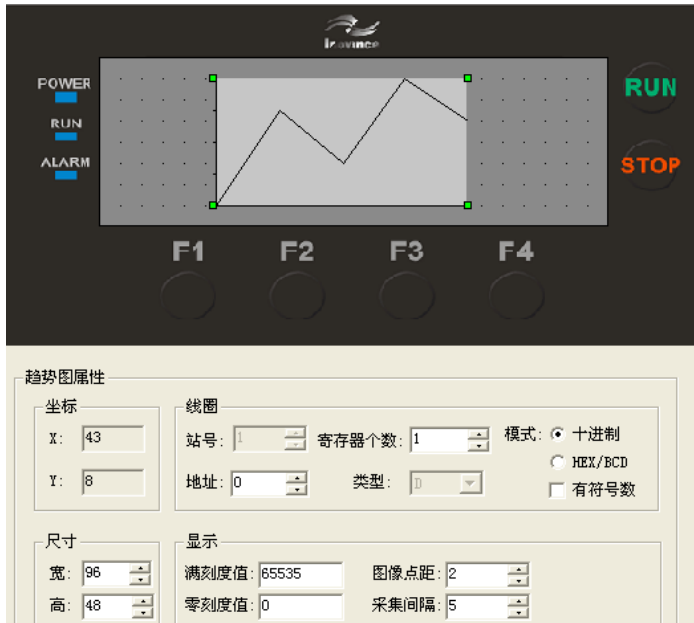 Province
POWER
RUN
RUN
ALARM
STOP
F1 F2 F3 F4
趋势图属性
坐标 线圈
X: 43 站号: 1 寄存器个数: 1 模式: 十进制
HEX/BCD
Y: 8 地址: 0 类型: D 有符号数
尺寸 显示
宽: 96 满刻度值: 65535 图像点距: 2
高: 48 零刻度值: 0 采集间隔: 5